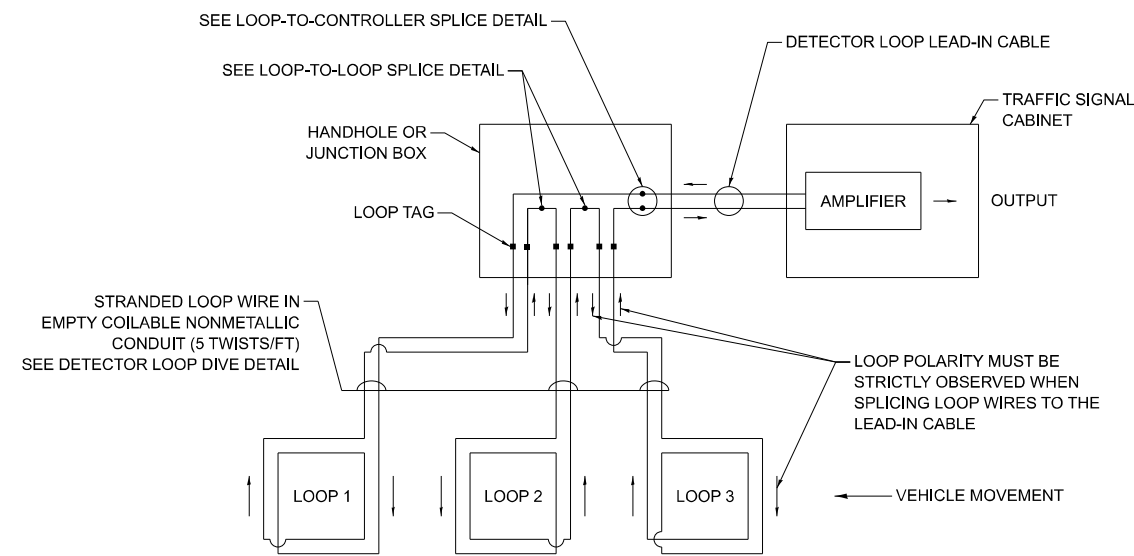 SEE LOOP-TO-CONTROLLER SPLICE DETAIL
DETECTOR LOOP LEAD-IN CABLE
SEE LOOP-TO-LOOP SPLICE DETAIL
TRAFFIC SIGNAL
CABINET
HANDHOLE OR
JUNCTION BOX
AMPLIFIER
OUTPUT
LOOP TAG
STRANDED LOOP WIRE IN
EMPTY COILABLE NONMETALLIC
CONDUIT (5 TWISTS/FT)
SEE DETECTOR LOOP DIVE DETAIL
LOOP POLARITY MUST BE
STRICTLY OBSERVED WHEN
SPLICING LOOP WIRES TO THE
LEAD-IN CABLE
LOOP 1
LOOP 2
LOOP 3
VEHICLE MOVEMENT